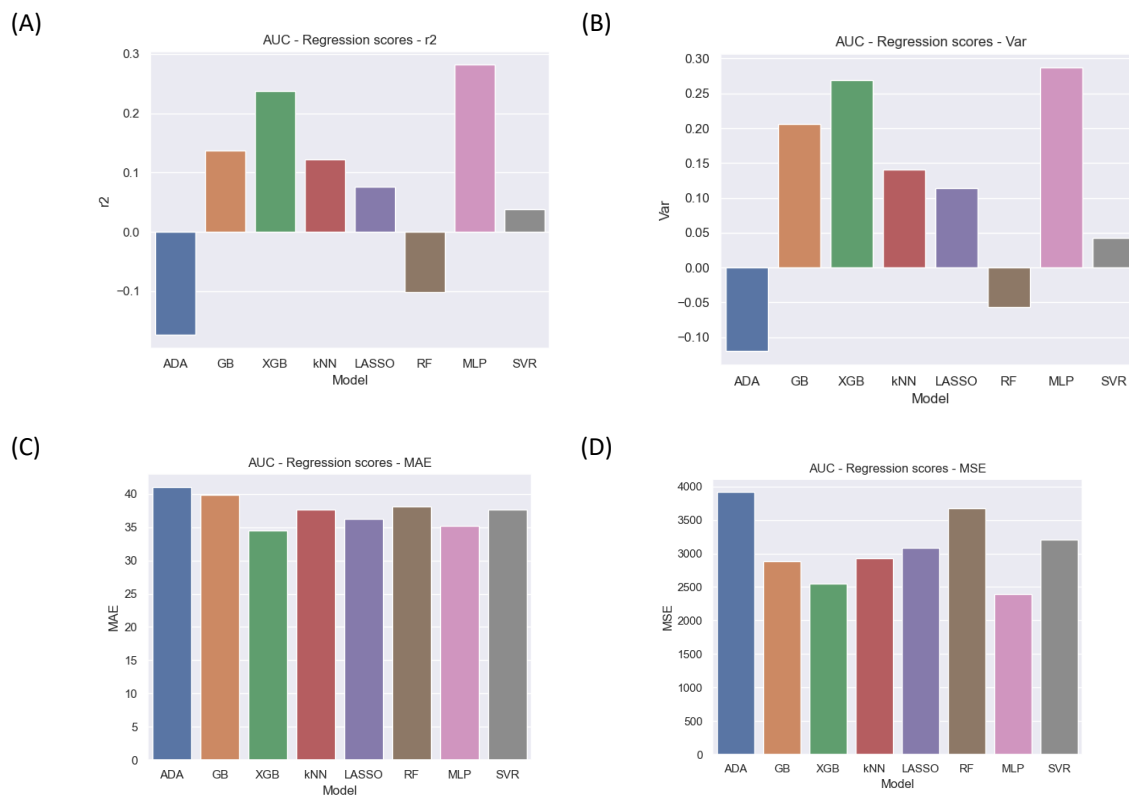 (A)
AUC - Regression scores - r2
0.3
0.2
0.1
0.0
−0.1
r2
ADA GB XGB kNN LASSO RF MLP SVR
Model
(B)
AUC - Regression scores - Var
0.30
0.25
0.20
0.15
0.10
0.05
0.00
−0.05
−0.10
Var
ADA GB XGB kNN LASSO RF MLP SVR
Model
(C)
AUC - Regression scores - MAE
40
35
30
25
20
15
10
5
0
MAE
ADA GB XGB kNN LASSO RF MLP SVR
Model
(D)
AUC - Regression scores - MSE
4000
3500
3000
2500
2000
1500
1000
500
0
MSE
ADA GB XGB kNN LASSO RF MLP SVR
Model